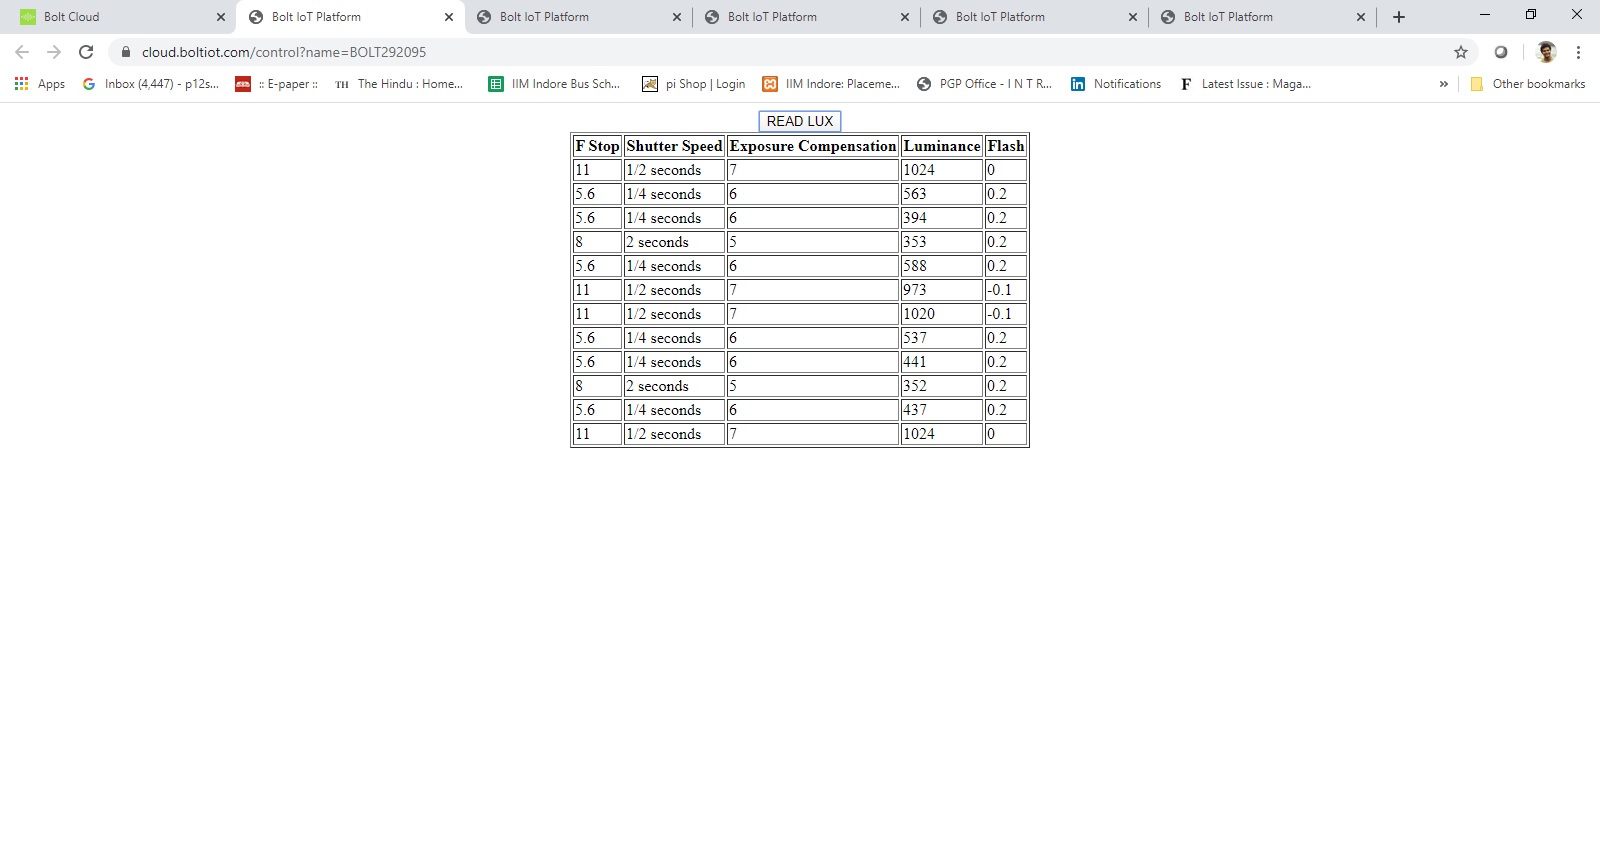 Bolt Cloud Bolt IoT Platform Bolt IoT Platform Bolt IoT Platform Bolt IoT Platform Bolt IoT Platform
cloud.boltiot.com/control?name=BOLT292095
Apps Inbox (4,447) - p12s... :: E-paper :: TH The Hindu : Home... IIM Indore Bus Sch... pi Shop | Login IIM Indore: Placeme... PGP Office - I N T R... Notifications F Latest Issue : Maga... » Other bookmarks
READ LUX
F Stop Shutter Speed Exposure Compensation Luminance Flash
11 1/2 seconds 7 1024 0
5.6 1/4 seconds 6 563 0.2
5.6 1/4 seconds 6 394 0.2
8 2 seconds 5 353 0.2
5.6 1/4 seconds 6 588 0.2
11 1/2 seconds 7 973 -0.1
11 1/2 seconds 7 1020 -0.1
5.6 1/4 seconds 6 537 0.2
5.6 1/4 seconds 6 441 0.2
8 2 seconds 5 352 0.2
5.6 1/4 seconds 6 437 0.2
11 1/2 seconds 7 1024 0